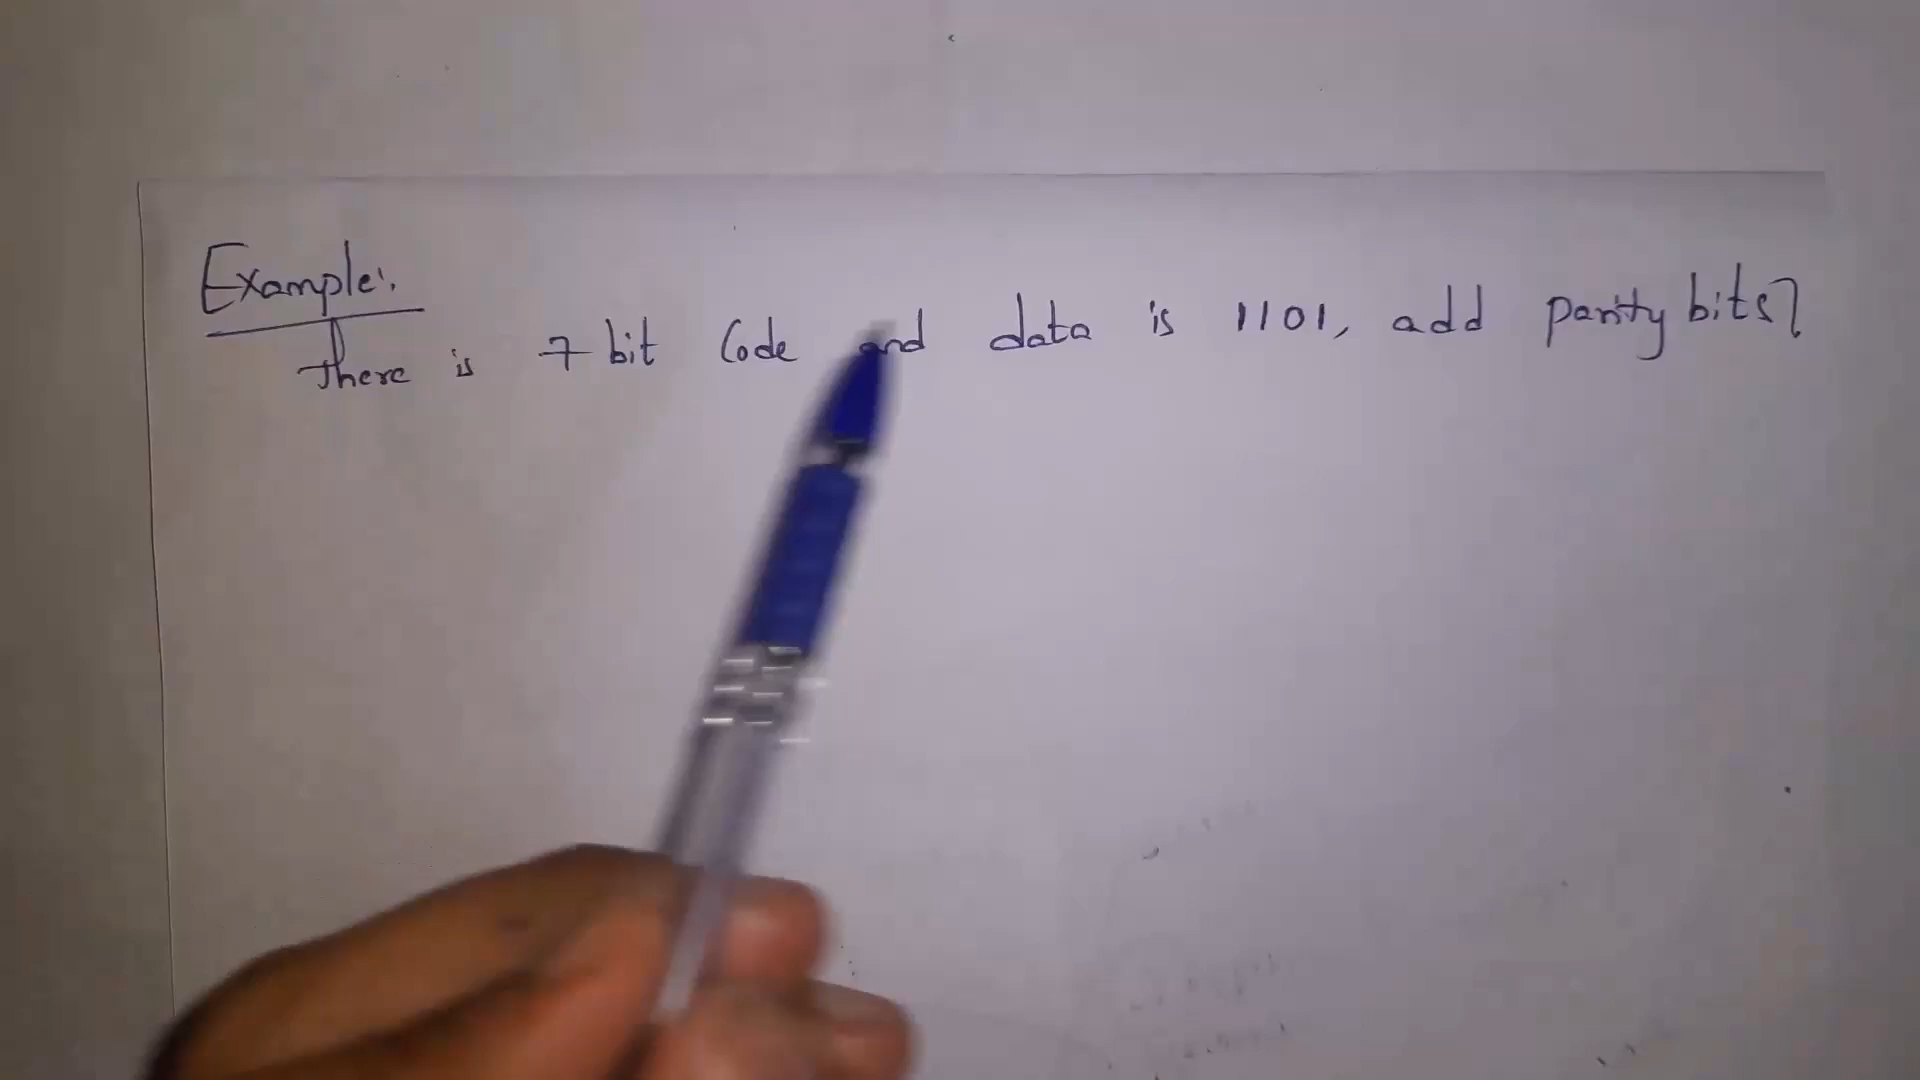 Example:
There is 7 bit Code and data is 1101, add parity bits?